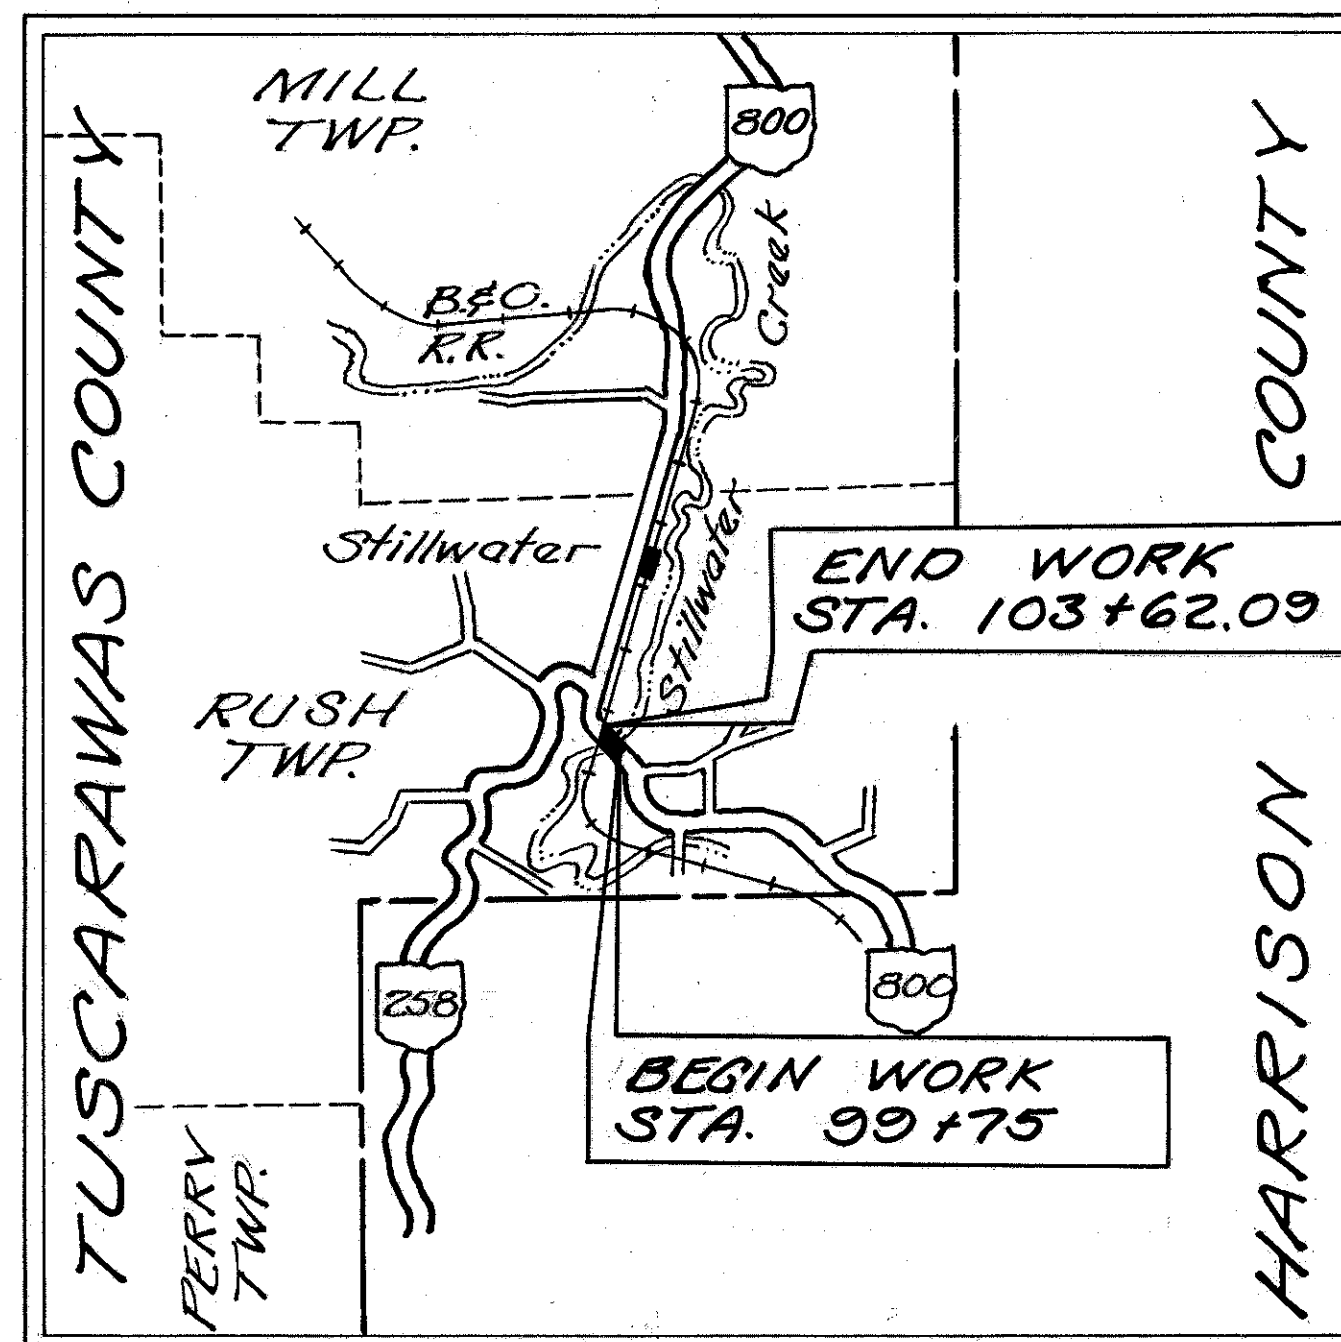 MILL
TWP.
800
TUSCARAWAS COUNTY
HARRISON COUNTY
Stillwater Creek
B.&O.
R.R.
Stillwater
END WORK
STA. 103+62.09
RUSH
TWP.
258
800
BEGIN WORK
STA. 99+75
PERRY
TWP.